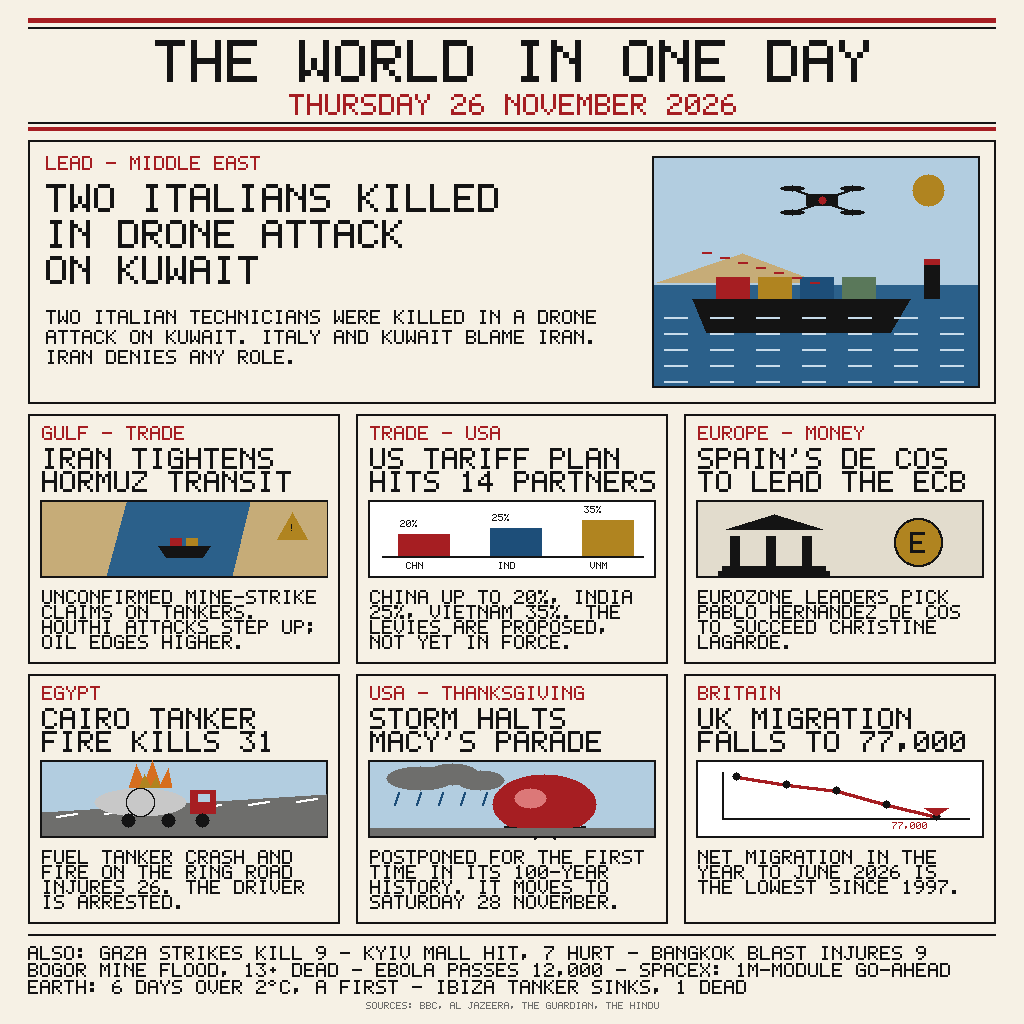 THE WORLD IN ONE DAY
THURSDAY 26 NOVEMBER 2026
LEAD - MIDDLE EAST
TWO ITALIANS KILLED
IN DRONE ATTACK
ON KUWAIT
TWO ITALIAN TECHNICIANS WERE KILLED IN A DRONE
ATTACK ON KUWAIT. ITALY AND KUWAIT BLAME IRAN.
IRAN DENIES ANY ROLE.
GULF - TRADE
IRAN TIGHTENS
HORMUZ TRANSIT
!
UNCONFIRMED MINE-STRIKE
CLAIMS ON TANKERS.
HOUTHI ATTACKS STEP UP;
OIL EDGES HIGHER.
TRADE - USA
US TARIFF PLAN
HITS 14 PARTNERS
20%
25%
35%
CHN
IND
VNM
CHINA UP TO 20%, INDIA
25%, VIETNAM 35%. THE
LEVIES ARE PROPOSED,
NOT YET IN FORCE.
EUROPE - MONEY
SPAIN'S DE COS
TO LEAD THE ECB
E
EUROZONE LEADERS PICK
PABLO HERNANDEZ DE COS
TO SUCCEED CHRISTINE
LAGARDE.
EGYPT
CAIRO TANKER
FIRE KILLS 31
FUEL TANKER CRASH AND
FIRE ON THE RING ROAD
INJURES 26. THE DRIVER
IS ARRESTED.
USA - THANKSGIVING
STORM HALTS
MACY'S PARADE
POSTPONED FOR THE FIRST
TIME IN ITS 100-YEAR
HISTORY. IT MOVES TO
SATURDAY 28 NOVEMBER.
BRITAIN
UK MIGRATION
FALLS TO 77,000
77,000
NET MIGRATION IN THE
YEAR TO JUNE 2026 IS
THE LOWEST SINCE 1997.
ALSO: GAZA STRIKES KILL 9 - KYIV MALL HIT, 7 HURT - BANGKOK BLAST INJURES 9
BOGOR MINE FLOOD, 13+ DEAD - EBOLA PASSES 12,000 - SPACEX: 1M-MODULE GO-AHEAD
EARTH: 6 DAYS OVER 2°C, A FIRST - IBIZA TANKER SINKS, 1 DEAD
SOURCES: BBC, AL JAZEERA, THE GUARDIAN, THE HINDU